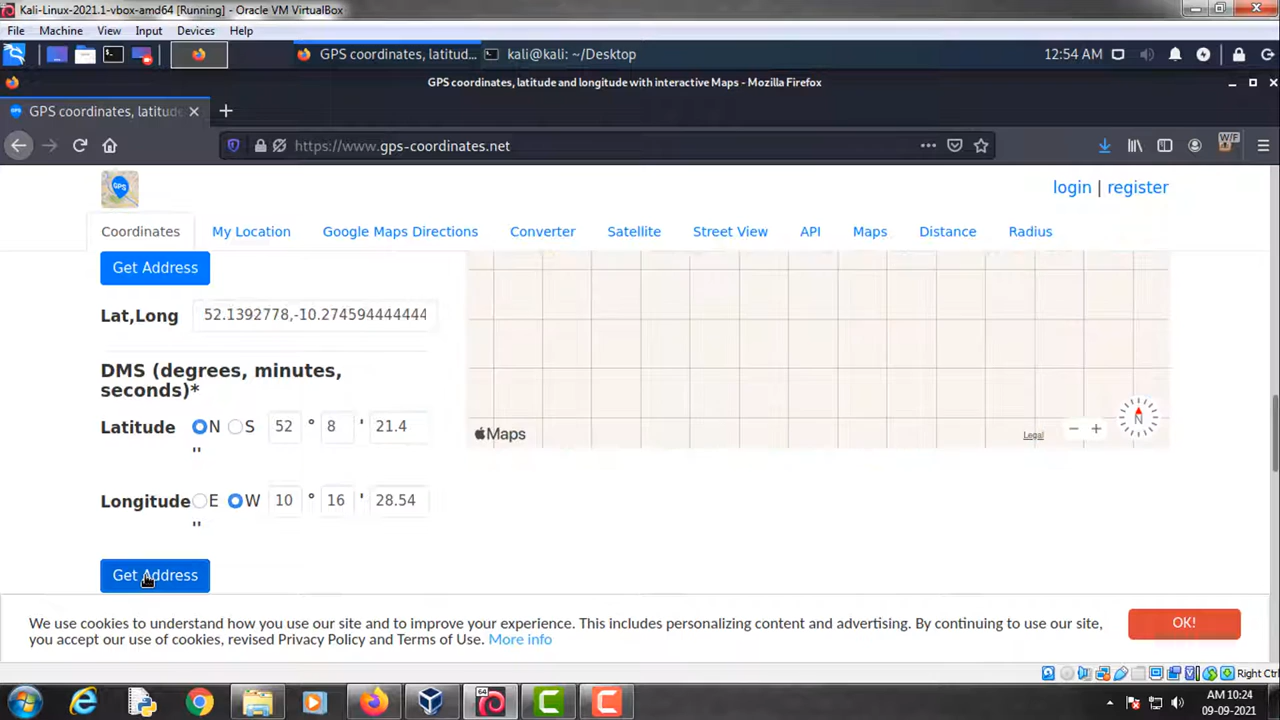 Kali-Linux-2021.1-vbox-amd64 [Running] - Oracle VM VirtualBox
File Machine View Input Devices Help
GPS coordinates, latitud... kali@kali: ~/Desktop 12:54 AM
GPS coordinates, latitude and longitude with interactive Maps - Mozilla Firefox
GPS coordinates, latitude
https://www.gps-coordinates.net
W/F
GPS
login | register
Coordinates My Location Google Maps Directions Converter Satellite Street View API Maps Distance Radius
Get Address
Lat,Long 52.1392778,-10.274594444444
DMS (degrees, minutes,
seconds)*
Latitude N S 52 ° 8 ' 21.4
''
Longitude E W 10 ° 16 ' 28.54
''
Get Address
Maps
Legal
N
We use cookies to understand how you use our site and to improve your experience. This includes personalizing content and advertising. By continuing to use our site,
you accept our use of cookies, revised Privacy Policy and Terms of Use. More info
OK!
Right Ctrl
64
AM 10:24
09-09-2021